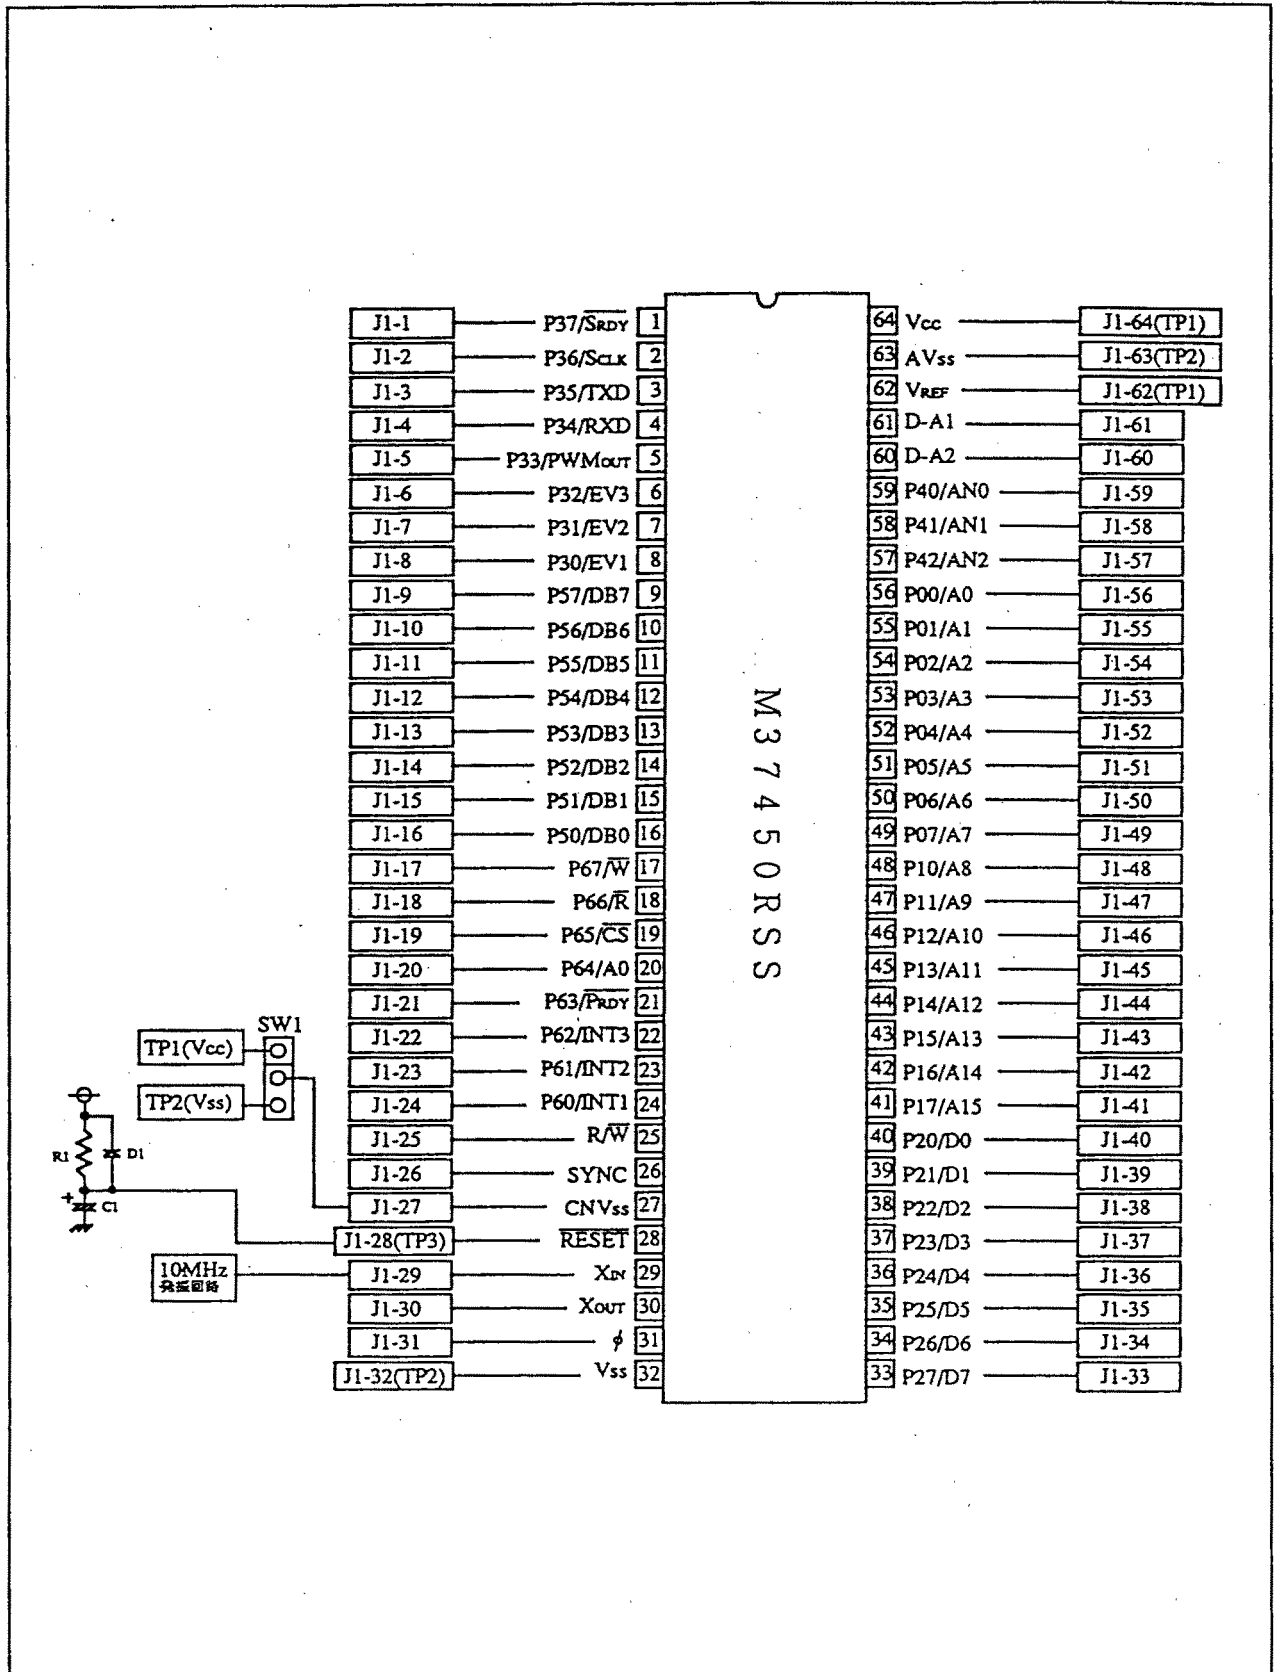 J1-1 P37/SRDY 1 64 Vcc J1-64(TP1)
J1-2 P36/SCLK 2 63 AVss J1-63(TP2)
J1-3 P35/TXD 3 62 VREF J1-62(TP1)
J1-4 P34/RXD 4 61 D-A1 J1-61
J1-5 P33/PWMOUT 5 60 D-A2 J1-60
J1-6 P32/EV3 6 59 P40/AN0 J1-59
J1-7 P31/EV2 7 58 P41/AN1 J1-58
J1-8 P30/EV1 8 57 P42/AN2 J1-57
J1-9 P57/DB7 9 56 P00/A0 J1-56
J1-10 P56/DB6 10 55 P01/A1 J1-55
J1-11 P55/DB5 11 54 P02/A2 J1-54
J1-12 P54/DB4 12 53 P03/A3 J1-53
J1-13 P53/DB3 13 52 P04/A4 J1-52
J1-14 P52/DB2 14 51 P05/A5 J1-51
J1-15 P51/DB1 15 50 P06/A6 J1-50
J1-16 P50/DB0 16 49 P07/A7 J1-49
J1-17 P67/W 17 48 P10/A8 J1-48
J1-18 P66/R 18 47 P11/A9 J1-47
J1-19 P65/CS 19 46 P12/A10 J1-46
J1-20 P64/A0 20 45 P13/A11 J1-45
J1-21 P63/PRDY 21 44 P14/A12 J1-44
J1-22 P62/INT3 22 43 P15/A13 J1-43
J1-23 P61/INT2 23 42 P16/A14 J1-42
J1-24 P60/INT1 24 41 P17/A15 J1-41
J1-25 R/W 25 40 P20/D0 J1-40
J1-26 SYNC 26 39 P21/D1 J1-39
J1-27 CNVss 27 38 P22/D2 J1-38
J1-28(TP3) RESET 28 37 P23/D3 J1-37
J1-29 XIN 29 36 P24/D4 J1-36
J1-30 XOUT 30 35 P25/D5 J1-35
J1-31 ϕ 31 34 P26/D6 J1-34
J1-32(TP2) Vss 32 33 P27/D7 J1-33
M37450RSS
SW1
TP1(Vcc)
TP2(Vss)
R1
D1
+
C1
10MHz
発振回路